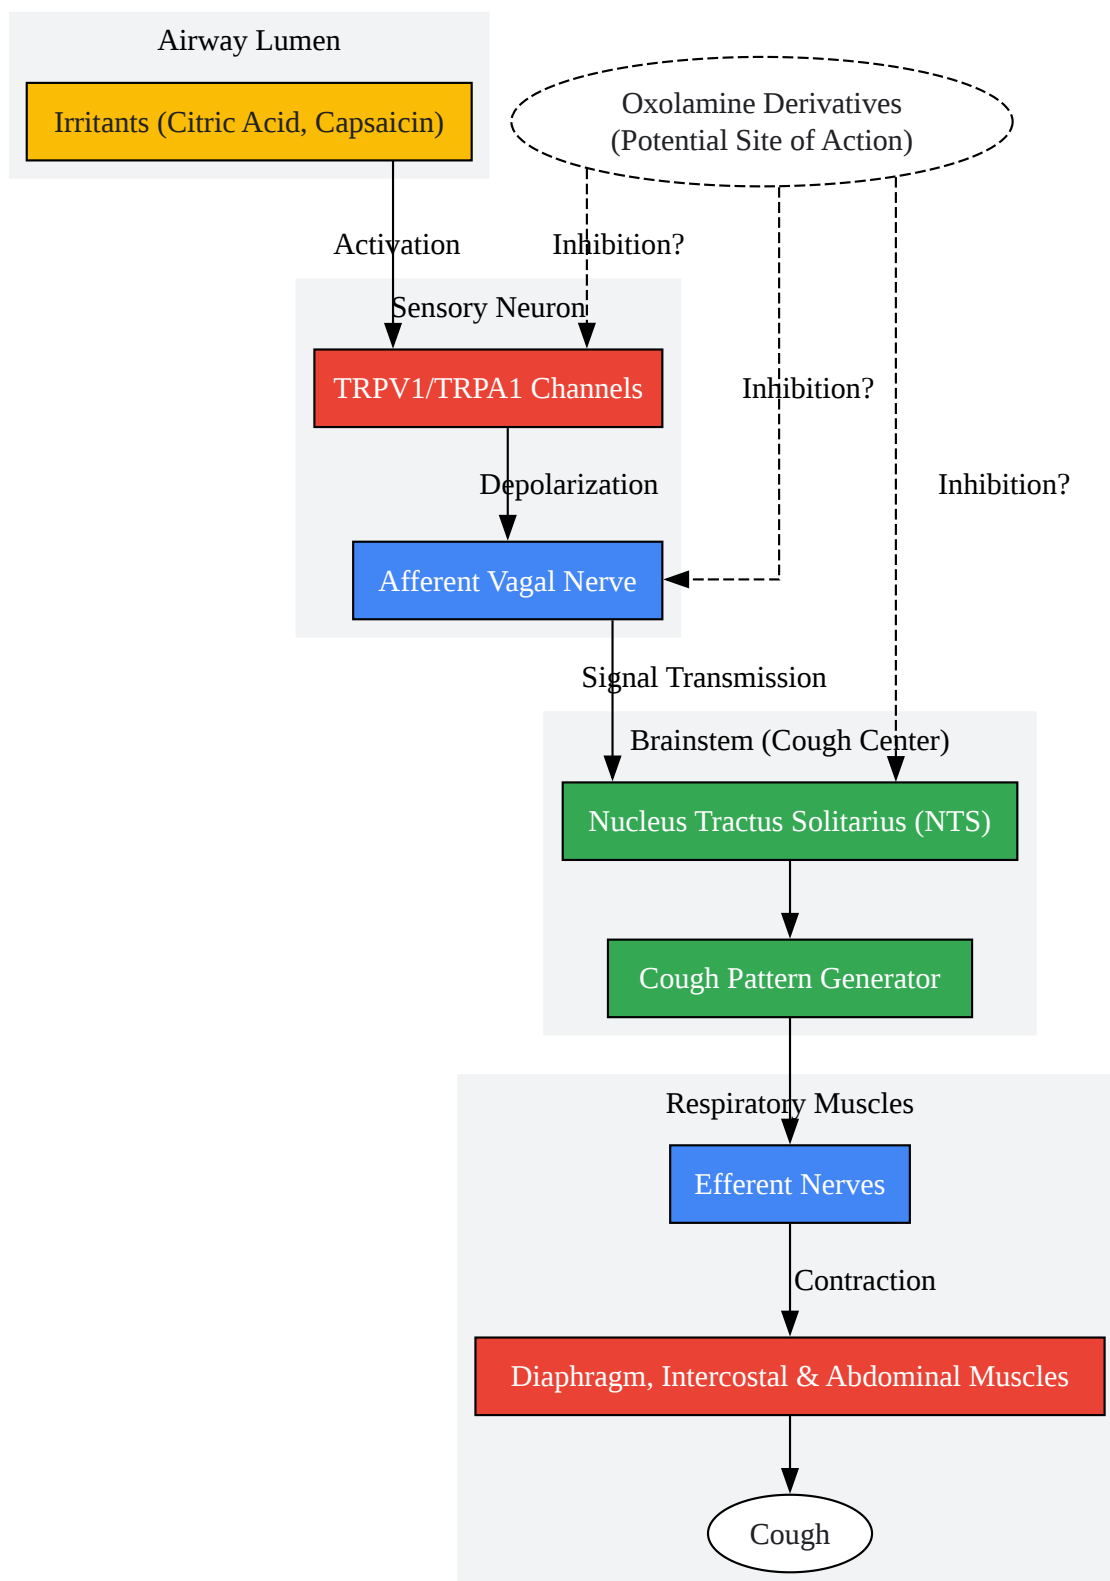 Airway Lumen
Irritants (Citric Acid, Capsaicin)
Oxolamine Derivatives
(Potential Site of Action)
Activation
Inhibition?
Sensory Neuron
TRPV1/TRPA1 Channels
Inhibition?
Depolarization
Inhibition?
Afferent Vagal Nerve
Signal Transmission
Brainstem (Cough Center)
Nucleus Tractus Solitarius (NTS)
Cough Pattern Generator
Respiratory Muscles
Efferent Nerves
Contraction
Diaphragm, Intercostal & Abdominal Muscles
Cough